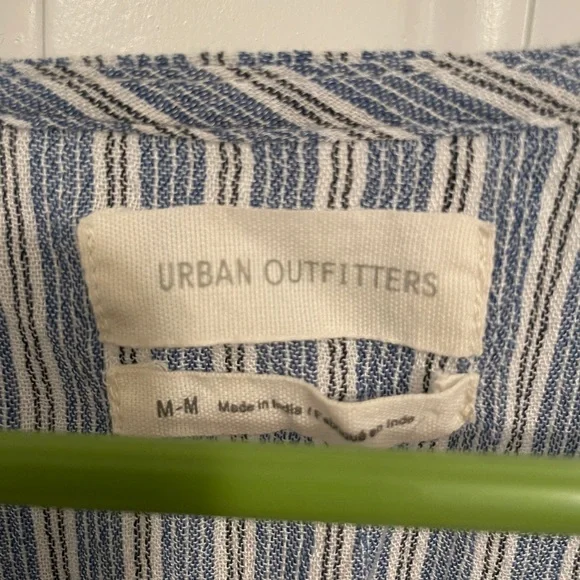 URBAN OUTFITTERS
M-M Made in India / Fabriqué en Inde